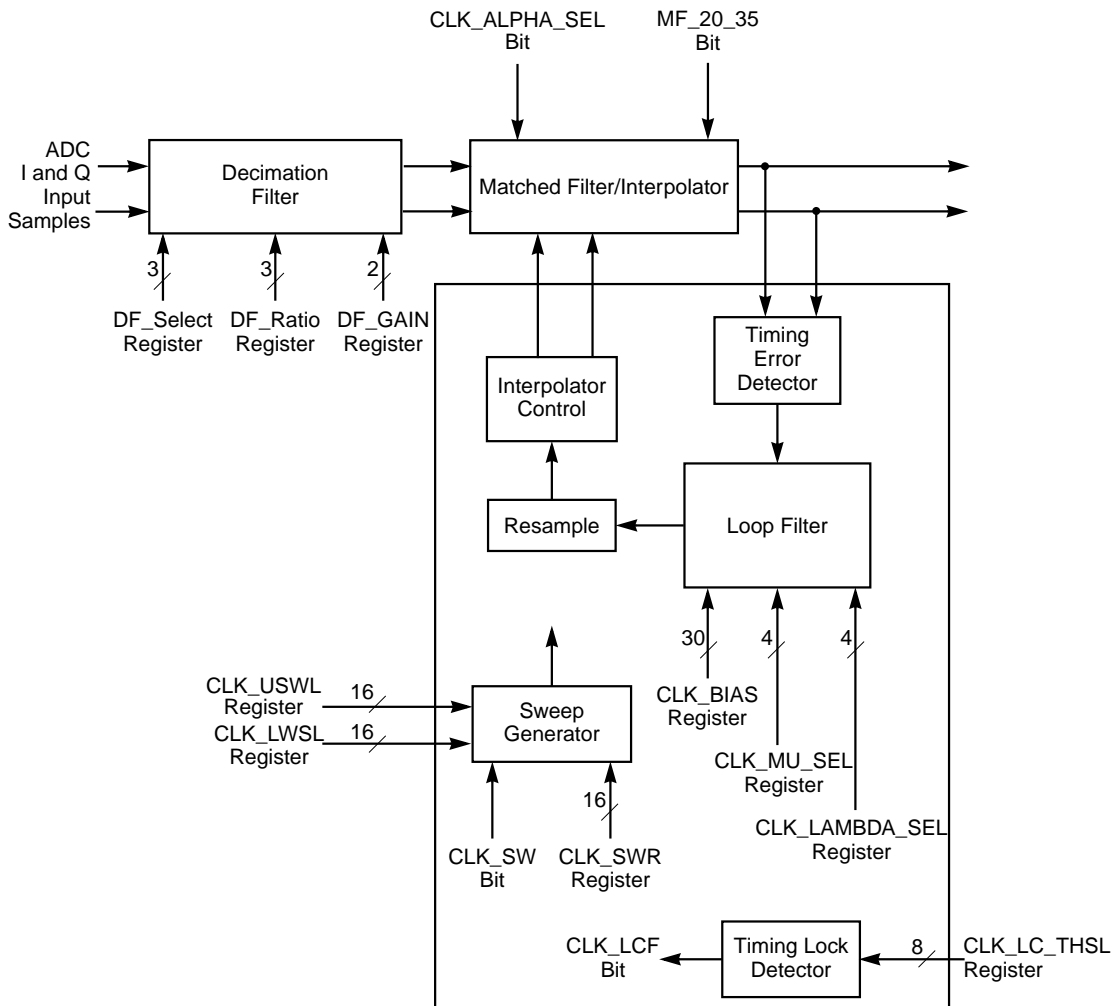 CLK_ALPHA_SEL
Bit
MF_20_35
Bit
ADC
I and Q
Input
Samples
Decimation
Filter
Matched Filter/Interpolator
3
3
2
DF_Select
Register
DF_Ratio
Register
DF_GAIN
Register
Timing
Error
Detector
Interpolator
Control
Resample
Loop Filter
30
4
4
CLK_BIAS
Register
CLK_MU_SEL
Register
CLK_LAMBDA_SEL
Register
CLK_USWL
Register
16
CLK_LWSL
Register
16
Sweep
Generator
16
CLK_SW
Bit
CLK_SWR
Register
CLK_LCF
Bit
Timing Lock
Detector
8
CLK_LC_THSL
Register